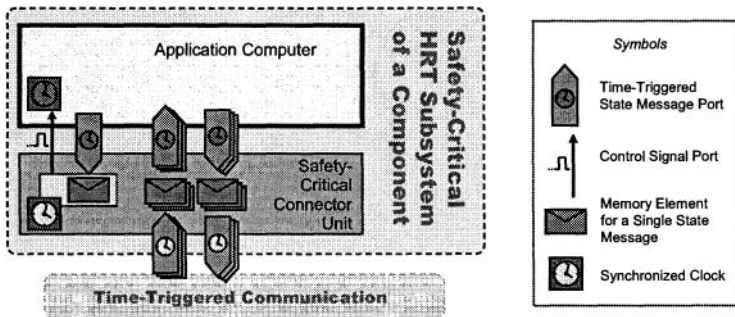 Application Computer
Safety-Critical
HRT Subsystem
of a Component
Safety-
Critical
Connector
Unit
Time-Triggered Communication
Symbols
Time-Triggered
State Message Port
Control Signal Port
Memory Element
for a Single State
Message
Synchronized Clock